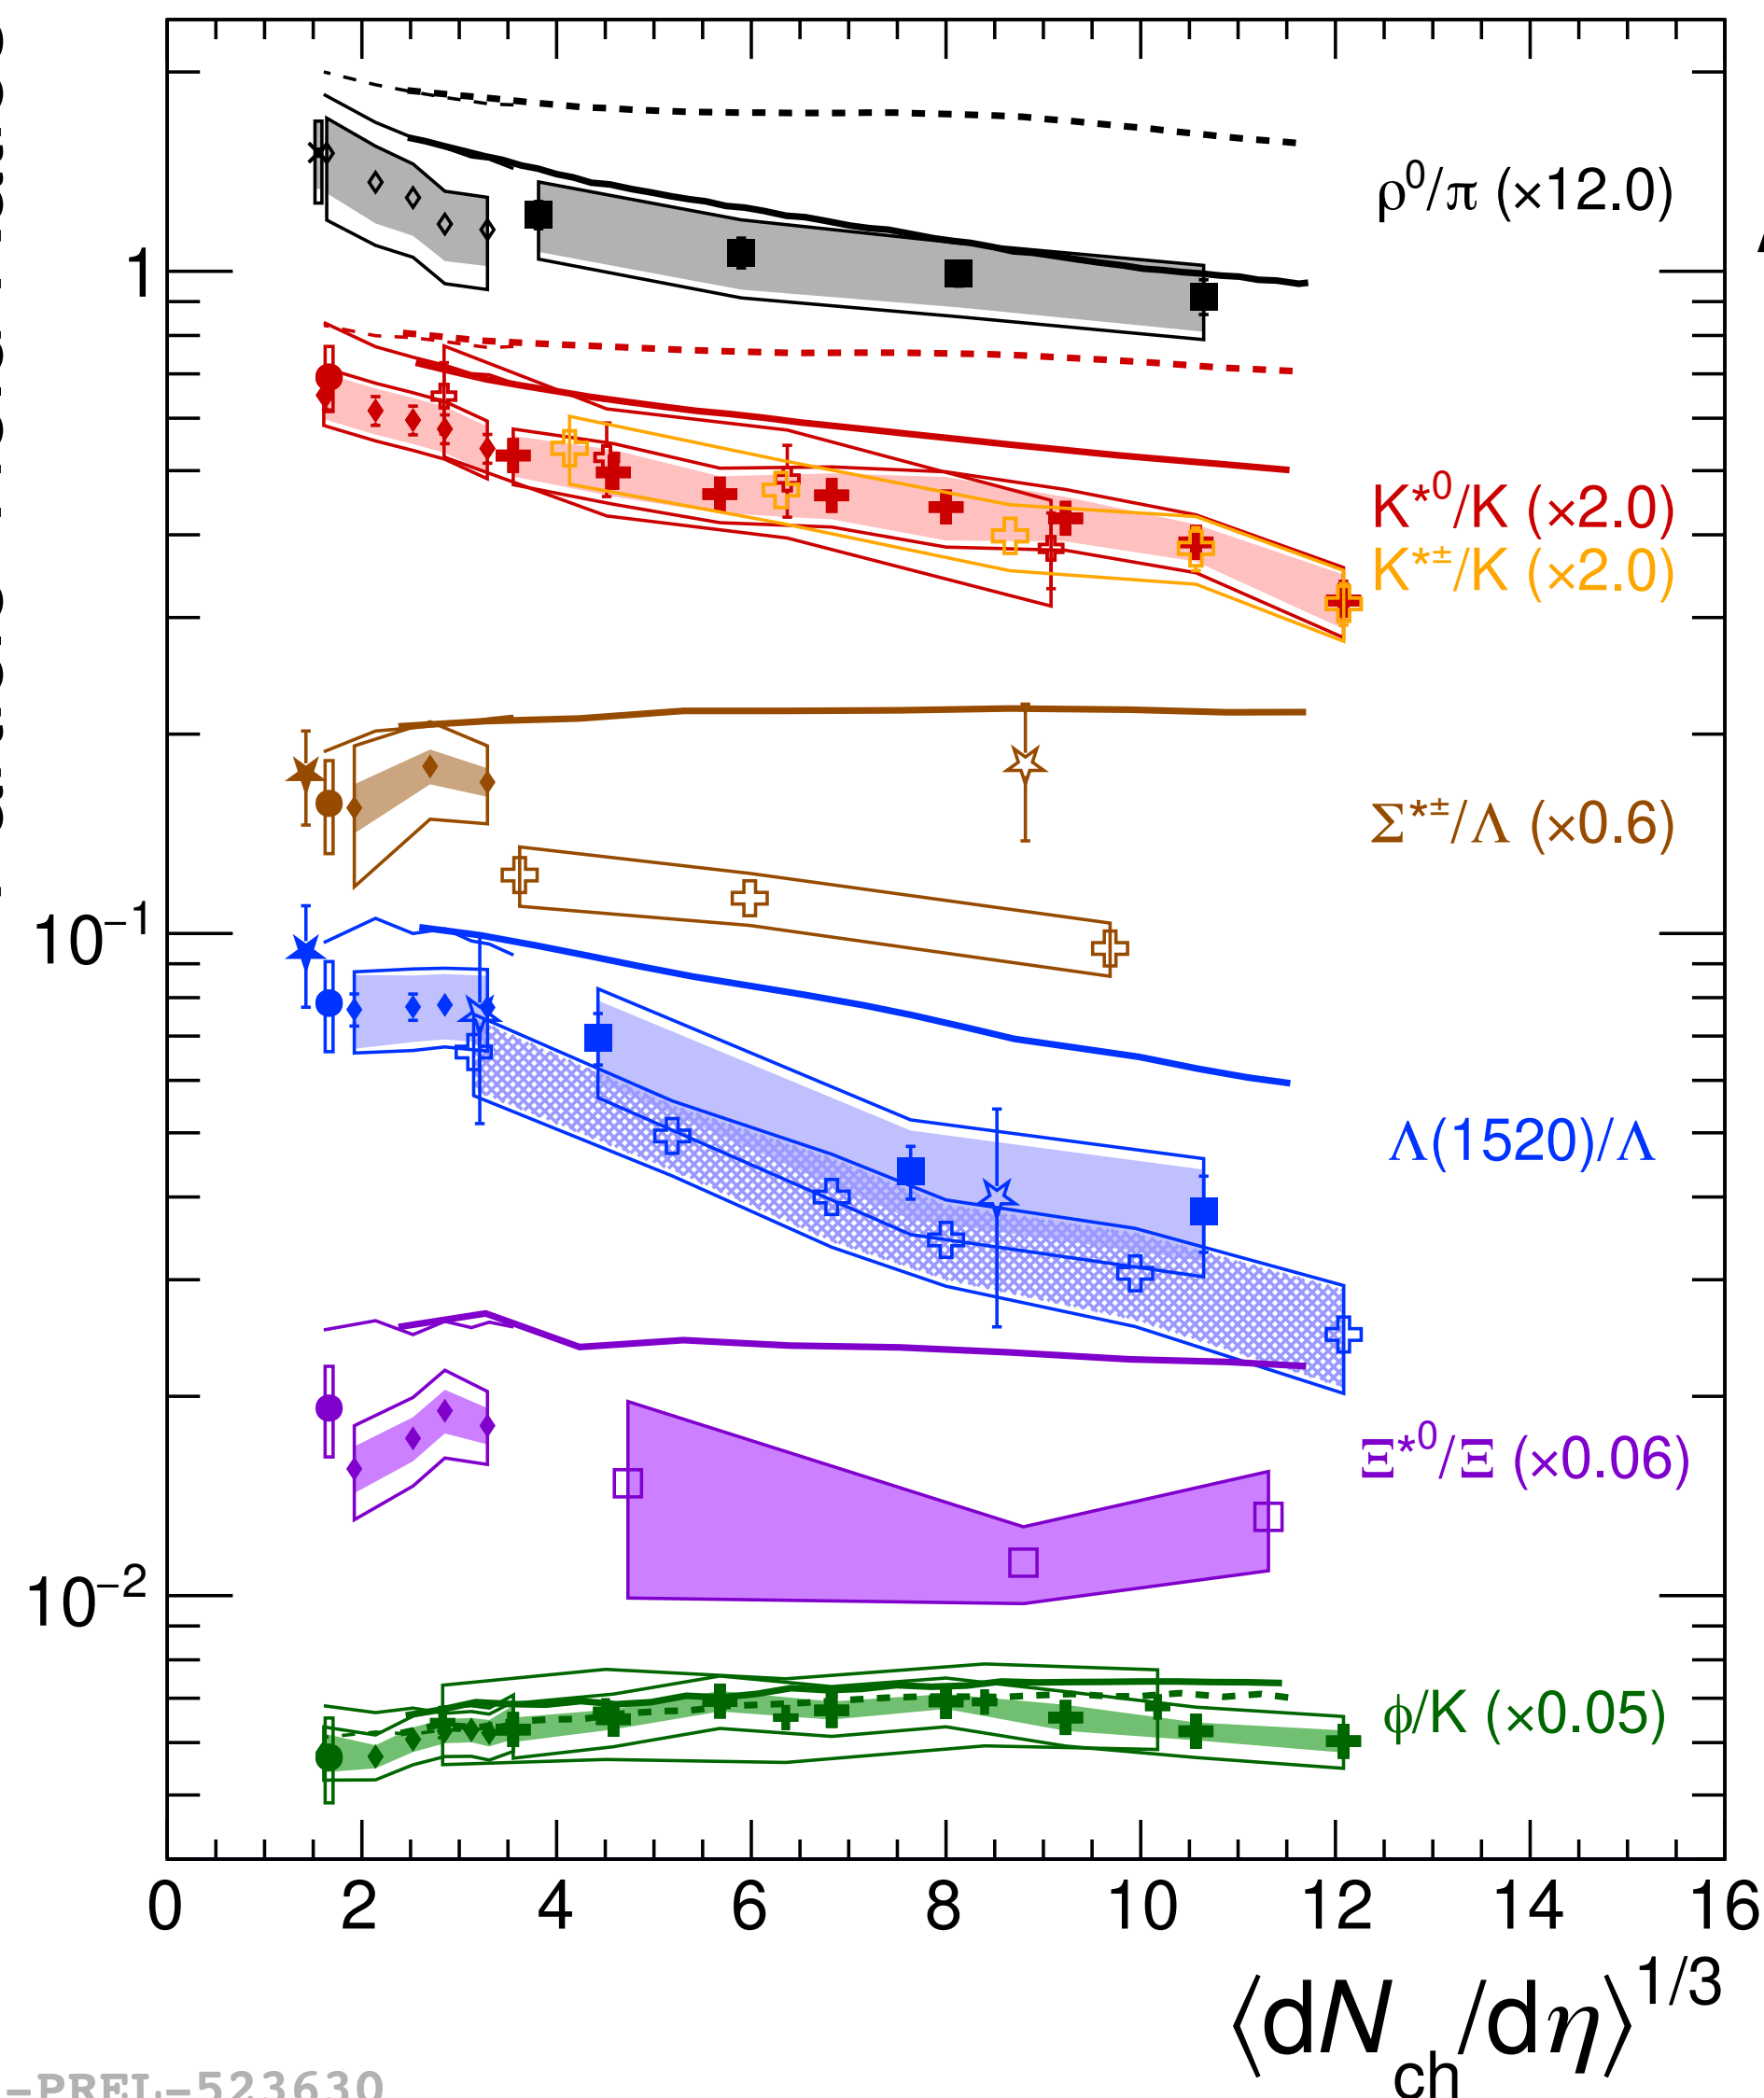 ρ⁰/π (×12.0)
1
K*⁰/K (×2.0)
K*±/K (×2.0)
Σ*±/Λ (×0.6)
10⁻¹
Λ(1520)/Λ
Ξ*⁰/Ξ (×0.06)
10⁻²
ϕ/K (×0.05)
0 2 4 6 8 10 12 14 16
⟨dN_ch/dη⟩^1/3
-PREL-523630